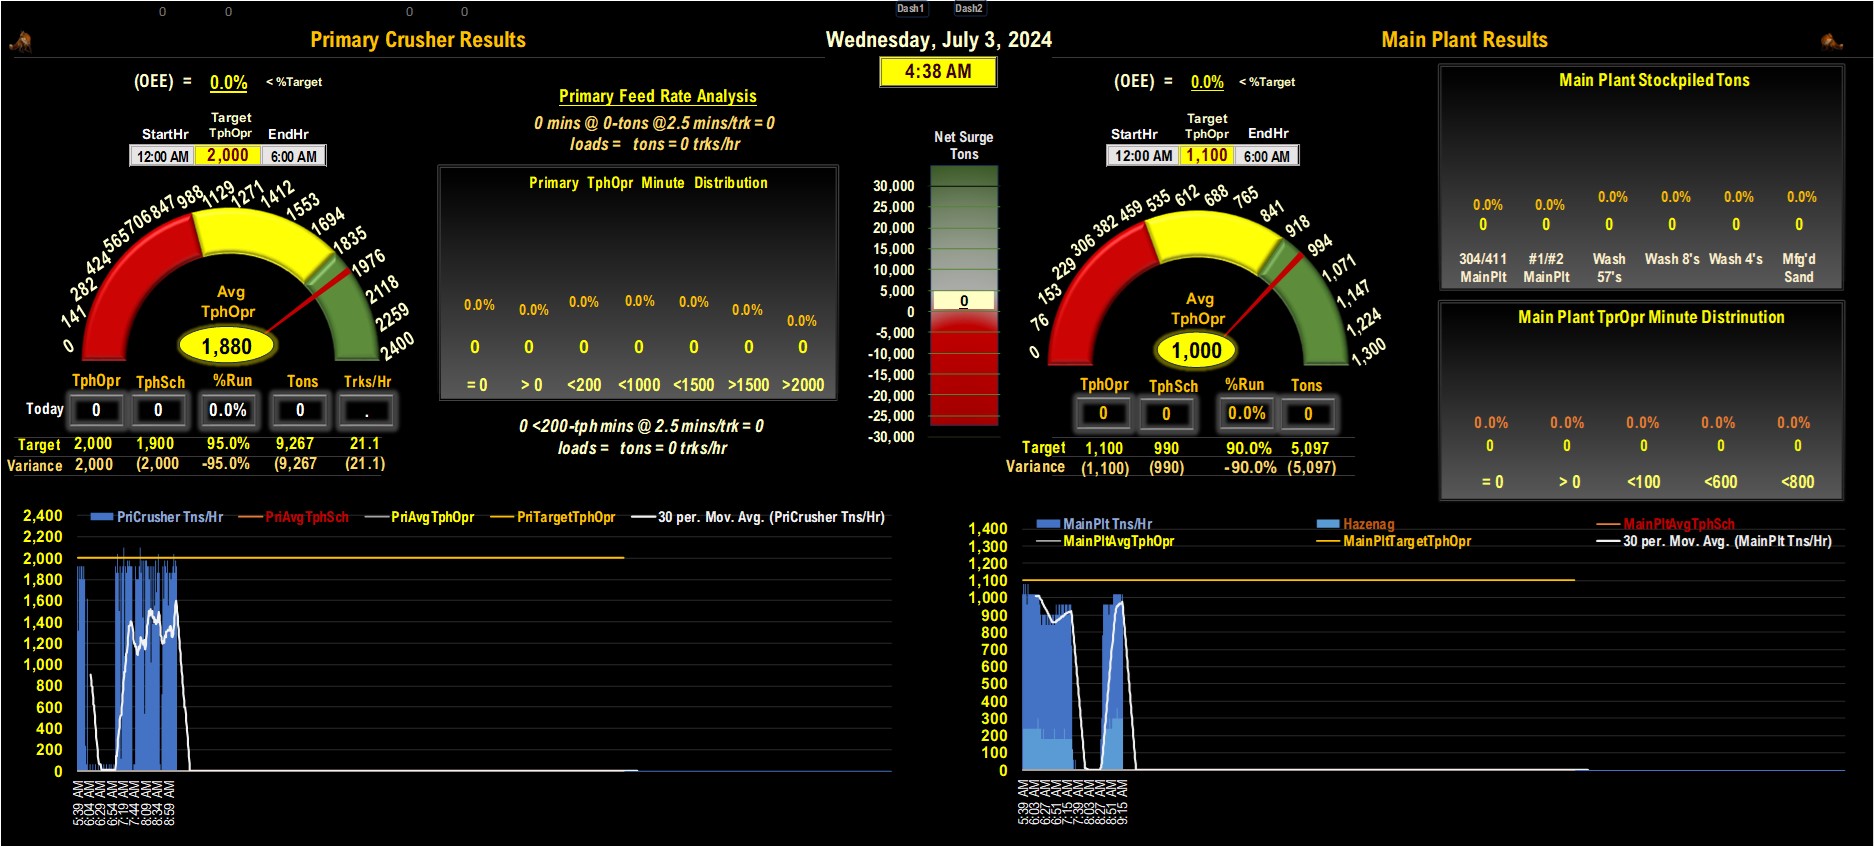 0 0 0 0 Dash1 Dash2
Primary Crusher Results
Wednesday, July 3, 2024
Main Plant Results
4:38 AM
(OEE) = 0.0% < %Target
Target
StartHr TphOpr EndHr
12:00 AM 2,000 6:00 AM
0 141 282 424 565 706 847 988 1129 1271 1412 1553 1694 1835 1976 2118 2259 2400
Avg
TphOpr
1,880
TphOpr TphSch %Run Tons Trks/Hr
Today 0 0 0.0% 0 .
Target 2,000 1,900 95.0% 9,267 21.1
Variance 2,000 (2,000 -95.0% (9,267 (21.1)
Primary Feed Rate Analysis
0 mins @ 0-tons @2.5 mins/trk = 0
loads = tons = 0 trks/hr
Primary TphOpr Minute Distribution
0.0% 0.0% 0.0% 0.0% 0.0% 0.0% 0.0%
0 0 0 0 0 0 0
= 0 > 0 <200 <1000 <1500 >1500 >2000
0 <200-tph mins @ 2.5 mins/trk = 0
loads = tons = 0 trks/hr
Net Surge
Tons
30,000
25,000
20,000
15,000
10,000
5,000
0
0
-5,000
-10,000
-15,000
-20,000
-25,000
-30,000
(OEE) = 0.0% < %Target
Target
StartHr TphOpr EndHr
12:00 AM 1,100 6:00 AM
0 76 153 229 306 382 459 535 612 688 765 841 918 994 1,071 1,147 1,224 1,300
Avg
TphOpr
1,000
TphOpr TphSch %Run Tons
0 0 0.0% 0
Target 1,100 990 90.0% 5,097
Variance (1,100) (990) -90.0% (5,097)
Main Plant Stockpiled Tons
0.0% 0.0% 0.0% 0.0% 0.0% 0.0%
0 0 0 0 0 0
304/411 #1/#2 Wash Wash 8's Wash 4's Mfg'd
MainPlt MainPlt 57's Sand
Main Plant TprOpr Minute Distrinution
0.0% 0.0% 0.0% 0.0% 0.0%
0 0 0 0 0
= 0 > 0 <100 <600 <800
PriCrusher Tns/Hr PriAvgTphSch PriAvgTphOpr PriTargetTphOpr 30 per. Mov. Avg. (PriCrusher Tns/Hr)
2,400
2,200
2,000
1,800
1,600
1,400
1,200
1,000
800
600
400
200
0
5:39 AM 6:04 AM 6:29 AM 6:54 AM 7:19 AM 7:44 AM 8:09 AM 8:34 AM 8:59 AM
MainPlt Tns/Hr Hazenag MainPltAvgTphSch
MainPltAvgTphOpr MainPltTargetTphOpr 30 per. Mov. Avg. (MainPlt Tns/Hr)
1,400
1,300
1,200
1,100
1,000
900
800
700
600
500
400
300
200
100
0
5:39 AM 6:03 AM 6:27 AM 6:51 AM 7:15 AM 7:39 AM 8:03 AM 8:27 AM 8:51 AM 9:15 AM